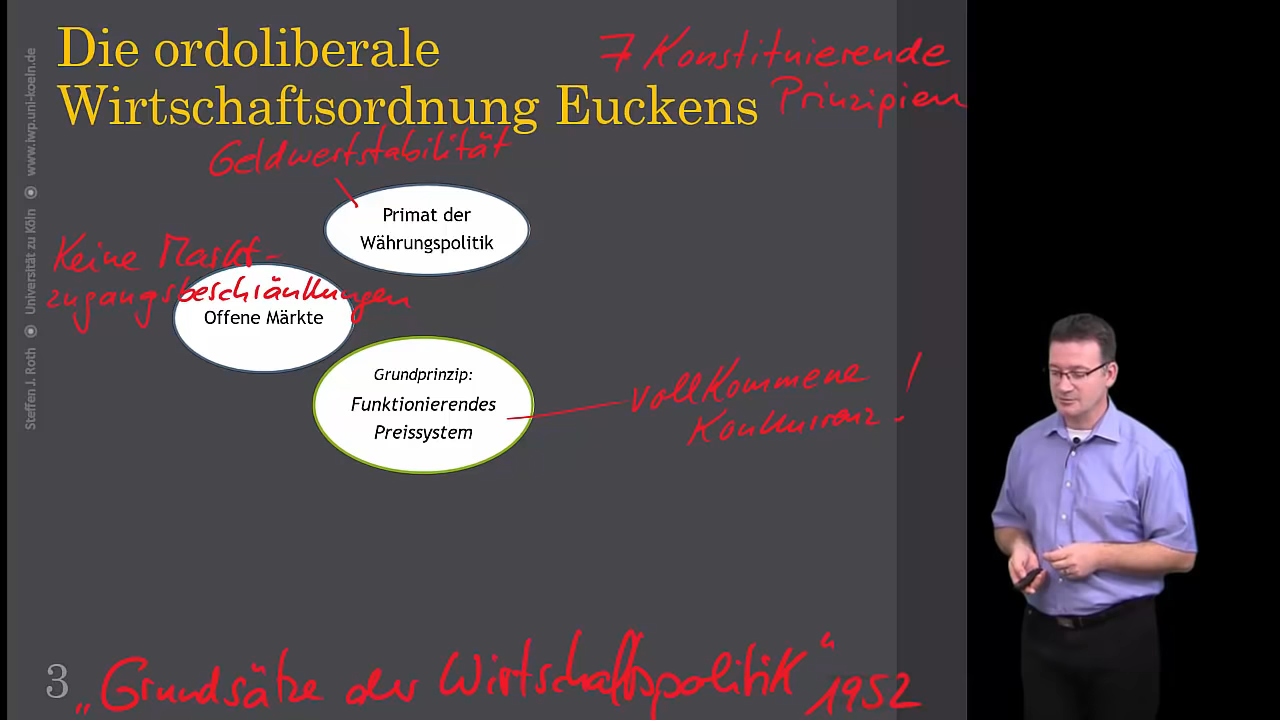 Die ordoliberale
Wirtschaftsordnung Euckens
7 Konstituierende
Prinzipien
Geldwertstabilität
Primat der
Währungspolitik
Keine Markt-
zugangsbeschränkungen
Offene Märkte
Grundprinzip:
Funktionierendes
Preissystem
vollkommene
Konkurrenz!
3
„Grundsätze der Wirtschaftspolitik“ 1952
Steffen J. Roth ◉ Universität zu Köln ◉ www.iwp.uni-koeln.de